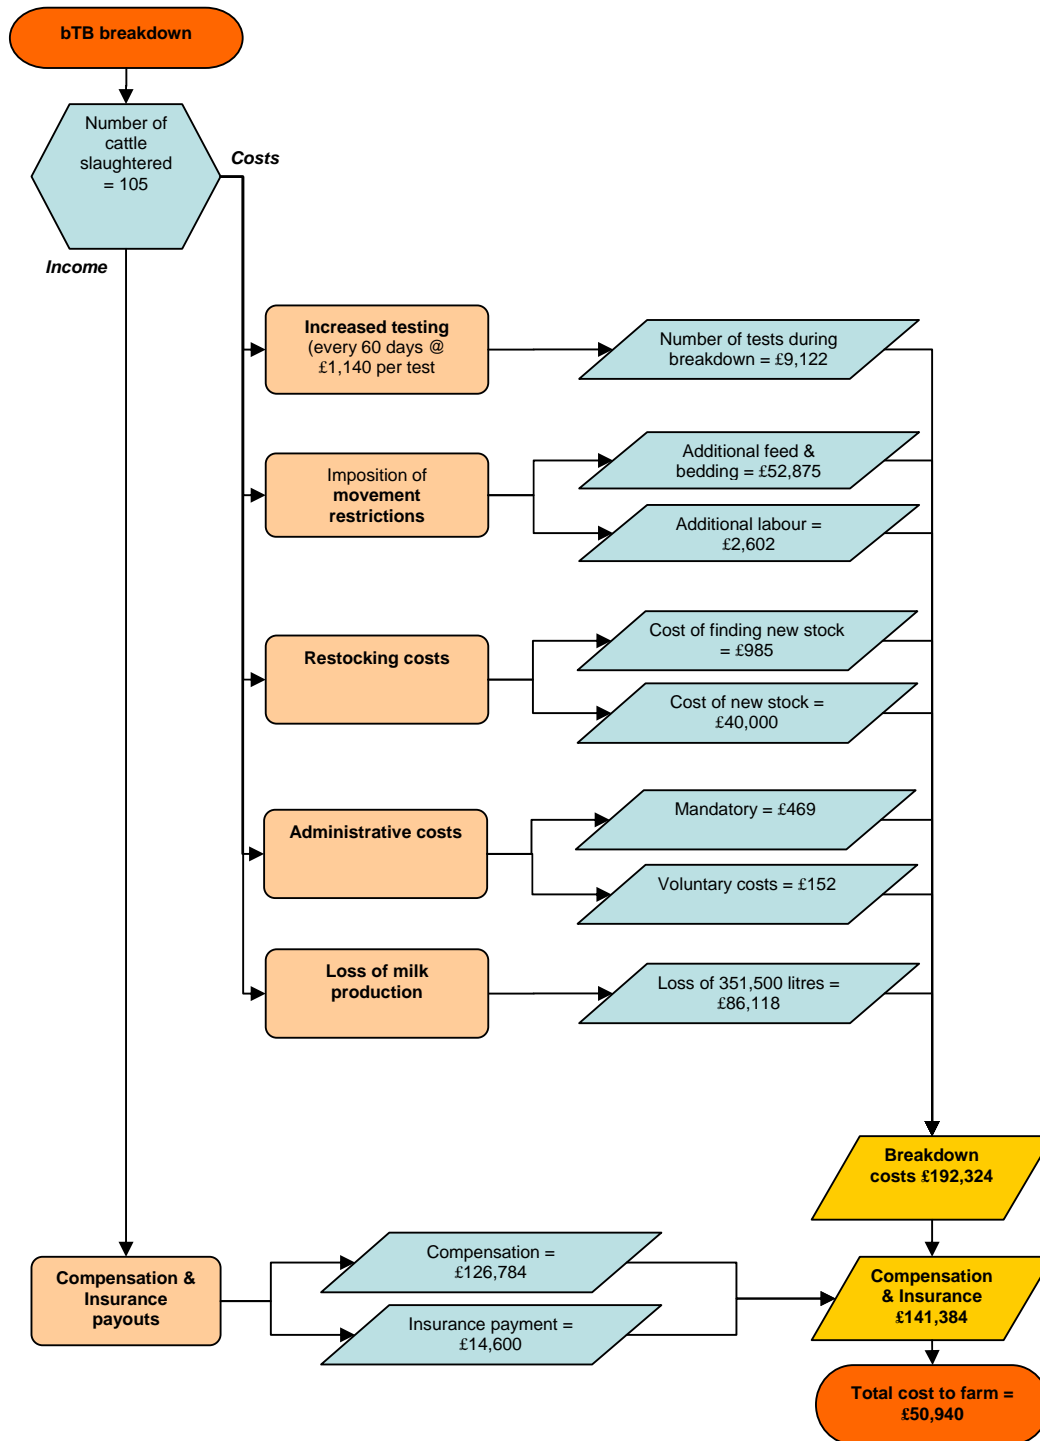 bTB breakdown
Number of
cattle
slaughtered
= 105
Costs
Income
Increased testing
(every 60 days @
£1,140 per test
Number of tests during
breakdown = £9,122
Imposition of
movement
restrictions
Additional feed &
bedding = £52,875
Additional labour =
£2,602
Restocking costs
Cost of finding new stock
= £985
Cost of new stock =
£40,000
Administrative costs
Mandatory = £469
Voluntary costs = £152
Loss of milk
production
Loss of 351,500 litres =
£86,118
Breakdown
costs £192,324
Compensation &
Insurance
payouts
Compensation =
£126,784
Insurance payment =
£14,600
Compensation
& Insurance
£141,384
Total cost to farm =
£50,940